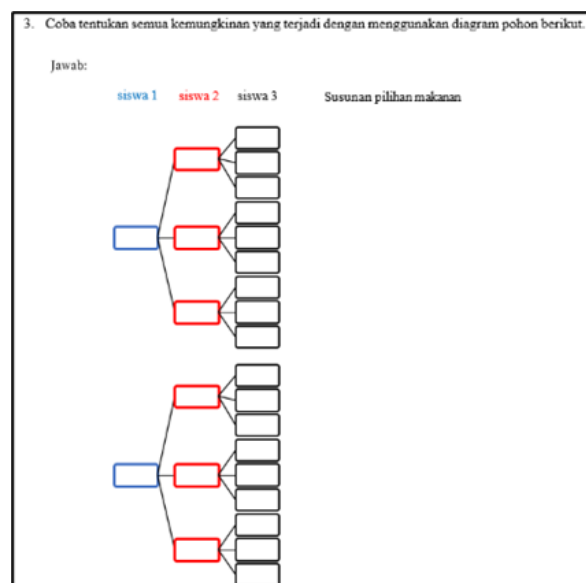 3. Coba tentukan semua kemungkinan yang terjadi dengan menggunakan diagram pohon berikut.
Jawab:
siswa 1 siswa 2 siswa 3 Susunan pilihan makanan